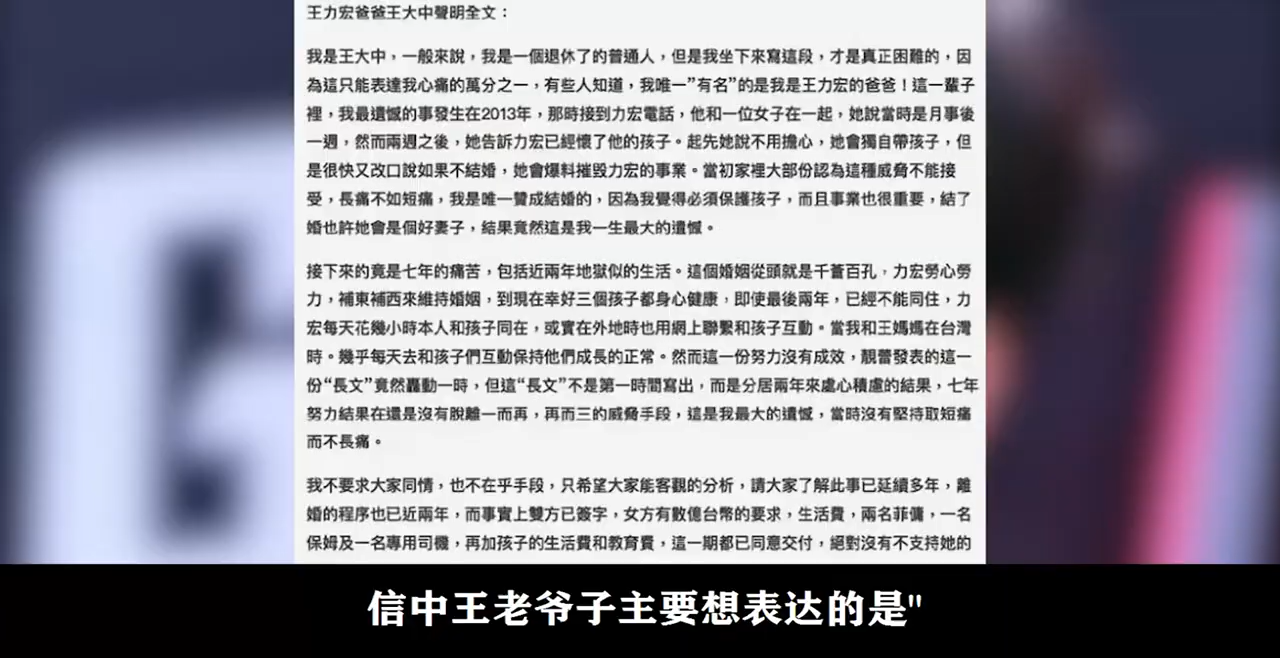 王力宏爸爸王大中聲明全文：
我是王大中，一般來說，我是一個退休了的普通人，但是我坐下來寫這段，才是真正困難的，因
為這只能表達我心痛的萬分之一，有些人知道，我唯一”有名”的是我是王力宏的爸爸！這一輩子
裡，我最遺憾的事發生在2013年，那時接到力宏電話，他和一位女子在一起，她說當時是月事後
一週，然而兩週之後，她告訴力宏已經懷了他的孩子。起先她說不用擔心，她會獨自帶孩子，但
是很快又改口說如果不結婚，她會爆料摧毀力宏的事業。當初家裡大部份認為這種威脅不能接
受，長痛不如短痛，我是唯一贊成結婚的，因為我覺得必須保護孩子，而且事業也很重要，結了
婚也許她會是個好妻子，結果竟然這是我一生最大的遺憾。
接下來的竟是七年的痛苦，包括近兩年地獄似的生活。這個婚姻從頭就是千蒼百孔，力宏勞心勞
力，補東補西來維持婚姻，到現在幸好三個孩子都身心健康，即使最後兩年，已經不能同住，力
宏每天花幾小時本人和孩子同在，或實在外地時也用網上聯繫和孩子互動。當我和王媽媽在台灣
時。幾乎每天去和孩子們互動保持他們成長的正常。然而這一份努力沒有成效，靚蕾發表的這一
份“長文”竟然轟動一時，但這“長文”不是第一時間寫出，而是分居兩年來處心積慮的結果，七年
努力結果在還是沒有脫離一而再，再而三的威脅手段，這是我最大的遺憾，當時沒有堅持取短痛
而不長痛。
我不要求大家同情，也不在乎手段，只希望大家能客觀的分析，請大家了解此事已延續多年，離
婚的程序也已近兩年，而事實上雙方已簽字，女方有數億台幣的要求，生活費，兩名菲傭，一名
保姆及一名專用司機，再加孩子的生活費和教育費，這一期都已同意交付，絕對沒有不支持她的
信中王老爷子主要想表达的是"